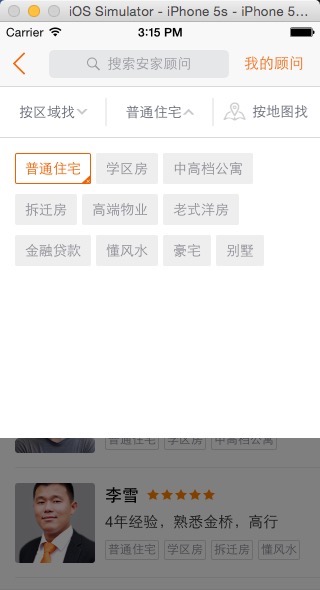 iOS Simulator - iPhone 5s - iPhone 5...
Carrier 3:15 PM
搜索安家顾问 我的顾问
按区域找 普通住宅 按地图找
普通住宅 学区房 中高档公寓
拆迁房 高端物业 老式洋房
金融贷款 懂风水 豪宅 别墅
普通住宅 学区房 中高档公寓
李雪
4年经验，熟悉金桥，高行
普通住宅 学区房 拆迁房 懂风水